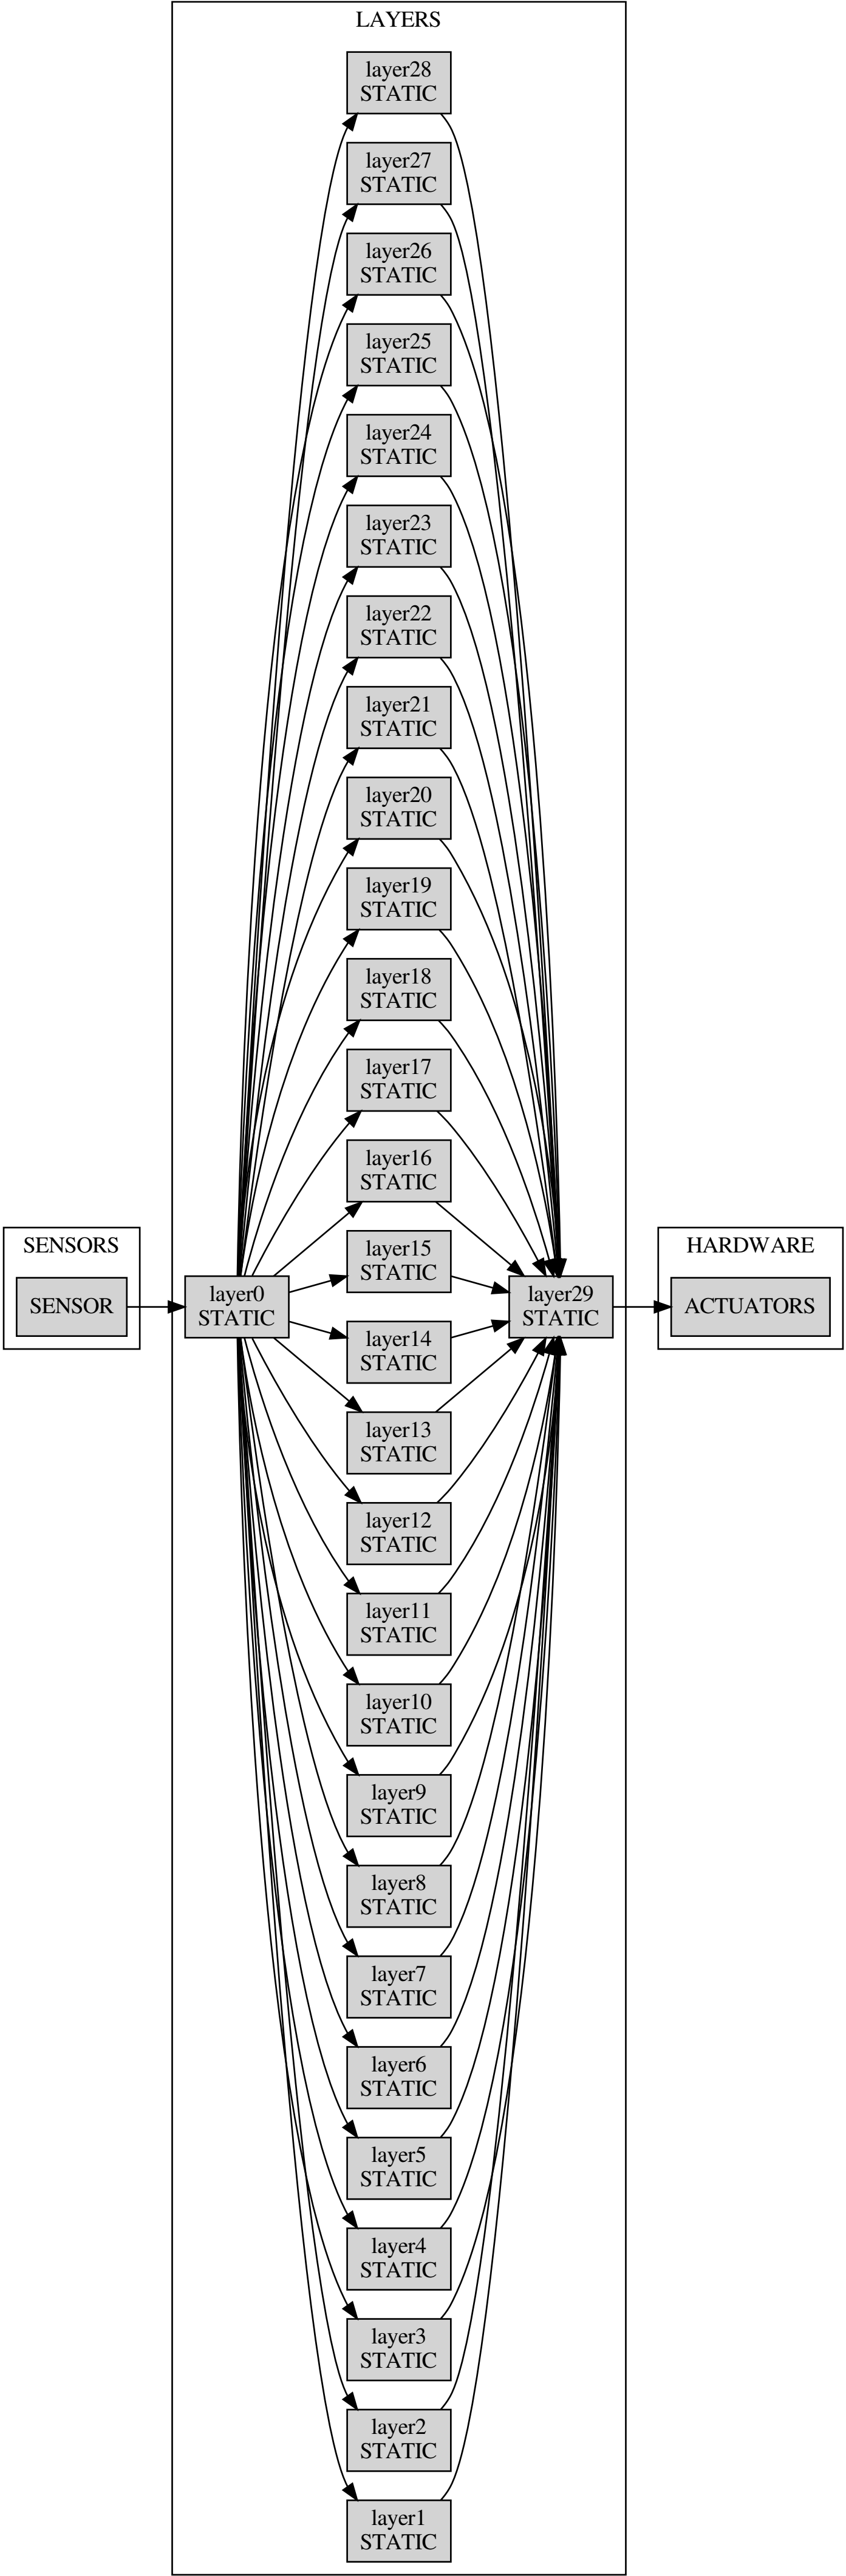 LAYERS
layer28
STATIC
layer27
STATIC
layer26
STATIC
layer25
STATIC
layer24
STATIC
layer23
STATIC
layer22
STATIC
layer21
STATIC
layer20
STATIC
layer19
STATIC
layer18
STATIC
layer17
STATIC
layer16
STATIC
SENSORS
SENSOR
layer0
STATIC
layer15
STATIC
layer14
STATIC
layer29
STATIC
HARDWARE
ACTUATORS
layer13
STATIC
layer12
STATIC
layer11
STATIC
layer10
STATIC
layer9
STATIC
layer8
STATIC
layer7
STATIC
layer6
STATIC
layer5
STATIC
layer4
STATIC
layer3
STATIC
layer2
STATIC
layer1
STATIC